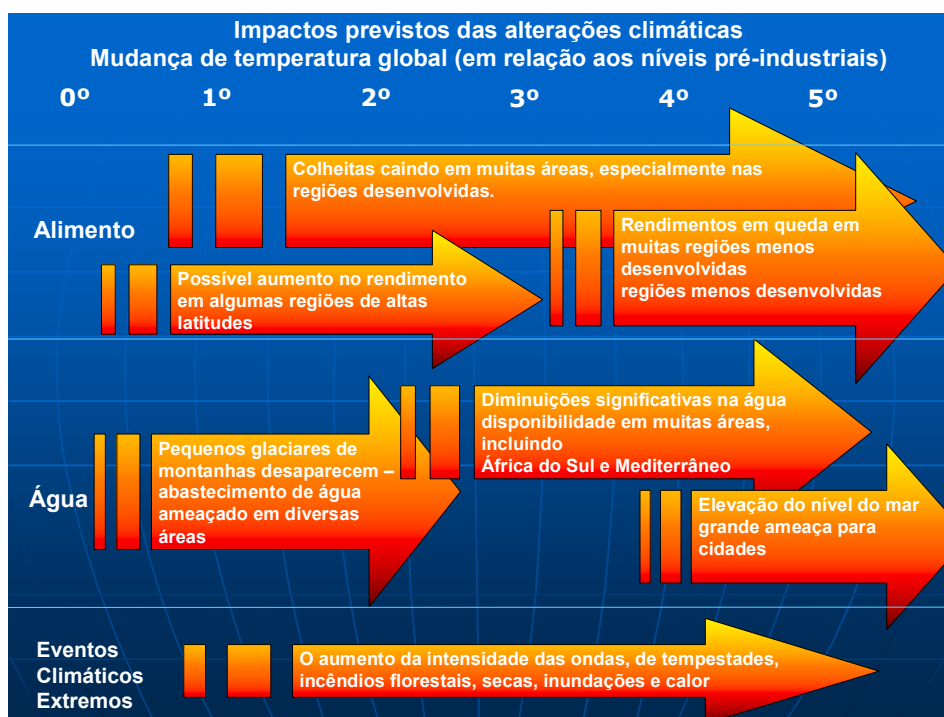 Impactos previstos das alterações climáticas
Mudança de temperatura global (em relação aos níveis pré-industriais)
0º 1º 2º 3º 4º 5º
Alimento
Colheitas caindo em muitas áreas, especialmente nas
regiões desenvolvidas.
Rendimentos em queda em
muitas regiões menos
desenvolvidas
regiões menos desenvolvidas
Possível aumento no rendimento
em algumas regiões de altas
latitudes
Água
Diminuições significativas na água
disponibilidade em muitas áreas,
incluindo
África do Sul e Mediterrâneo
Pequenos glaciares de
montanhas desaparecem –
abastecimento de água
ameaçado em diversas
áreas
Elevação do nível do mar
grande ameaça para
cidades
Eventos
Climáticos
Extremos
O aumento da intensidade das ondas, de tempestades,
incêndios florestais, secas, inundações e calor